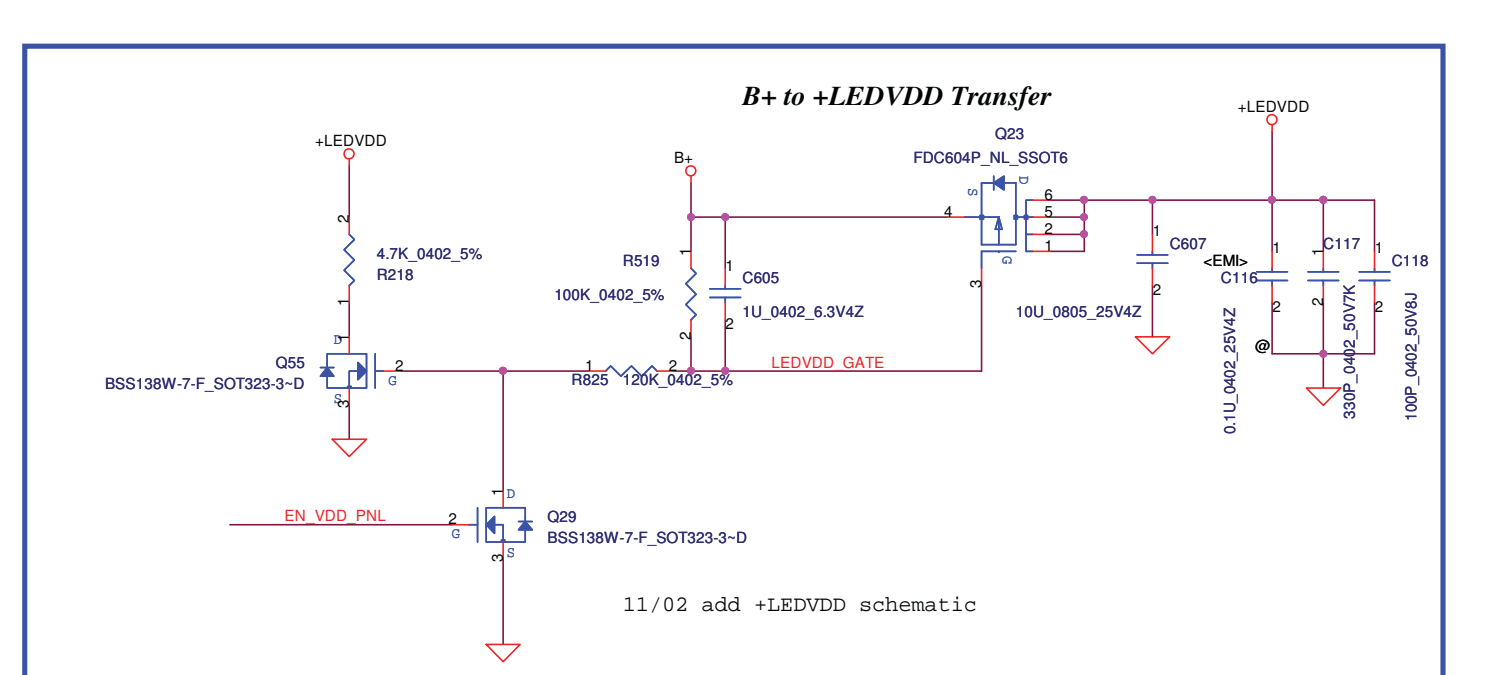 B+ to +LEDVDD Transfer
+LEDVDD
Q23
+LEDVDD
FDC604P_NL_SSOT6
B+
S
D
6
4
5
2
2
1
G
3
4.7K_0402_5%
R218
1
R519
1
100K_0402_5%
2
1
C605
1U_0402_6.3V4Z
2
1
C607
2
10U_0805_25V4Z
<EMI>
1
C116
2
0.1U_0402_25V4Z
@
1
C117
2
330P_0402_50V7K
1
C118
2
100P_0402_50V8J
D
1
Q55
BSS138W-7-F_SOT323-3~D
2
G
S
3
1
R825
2
120K_0402_5%
LEDVDD_GATE
1
D
EN_VDD_PNL
2
G
Q29
BSS138W-7-F_SOT323-3~D
3
S
11/02 add +LEDVDD schematic